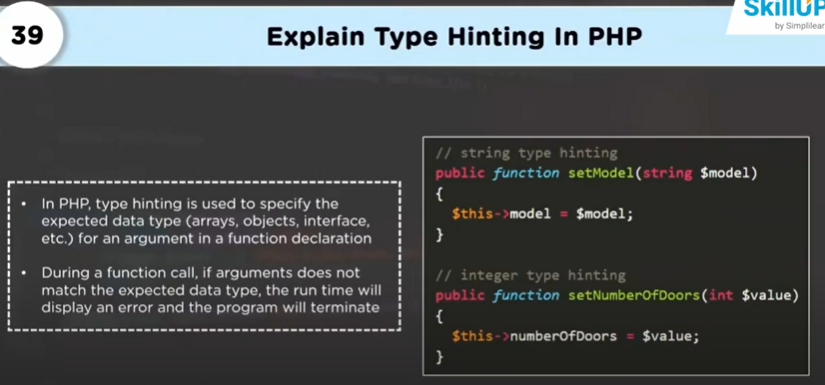 39
Explain Type Hinting In PHP
SkillUP
by Simplilear
• In PHP, type hinting is used to specify the
expected data type (arrays, objects, interface,
etc.) for an argument in a function declaration
• During a function call, if arguments does not
match the expected data type, the run time will
display an error and the program will terminate
// string type hinting
public function setModel(string $model)
{
$this->model = $model;
}
// integer type hinting
public function setNumberOfDoors(int $value)
{
$this->numberOfDoors = $value;
}